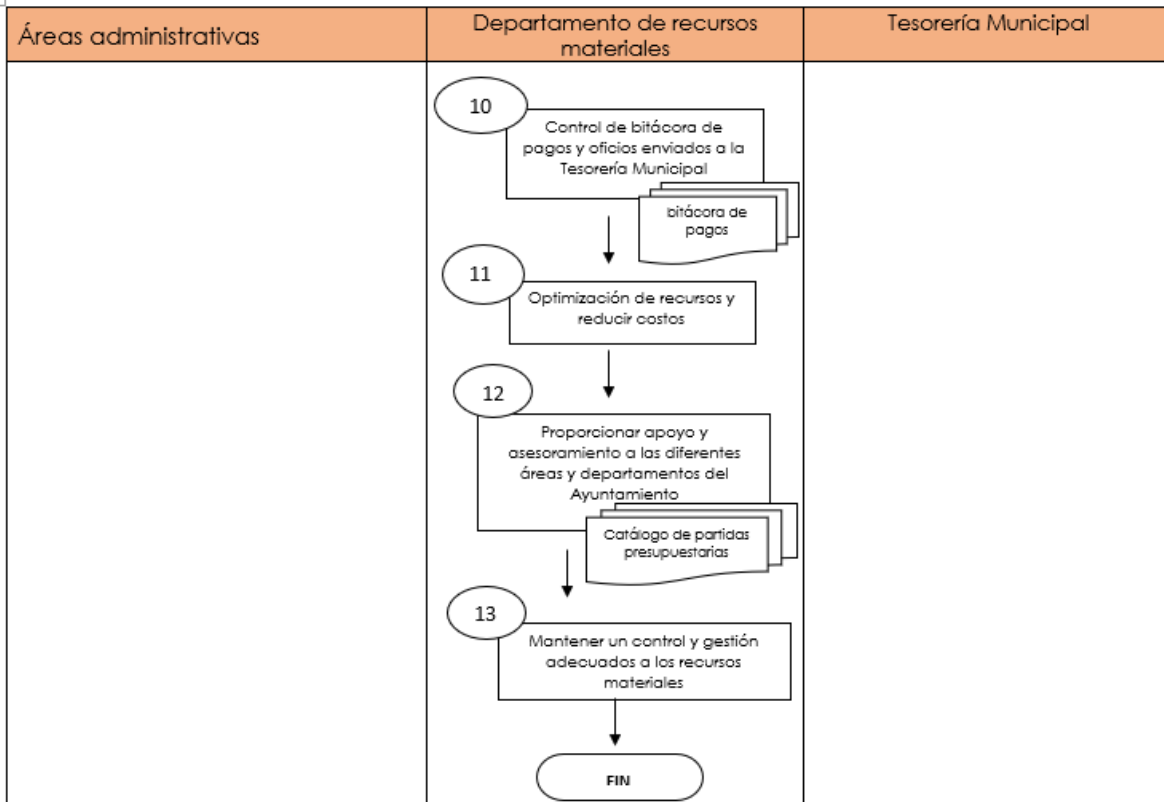 Áreas administrativas
Departamento de recursos
materiales
Tesorería Municipal
10
Control de bitácora de
pagos y oficios enviados a la
Tesorería Municipal
bitácora de
pagos
11
Optimización de recursos y
reducir costos
12
Proporcionar apoyo y
asesoramiento a las diferentes
áreas y departamentos del
Ayuntamiento
Catálogo de partidas
presupuestarias
13
Mantener un control y gestión
adecuados a los recursos
materiales
FIN